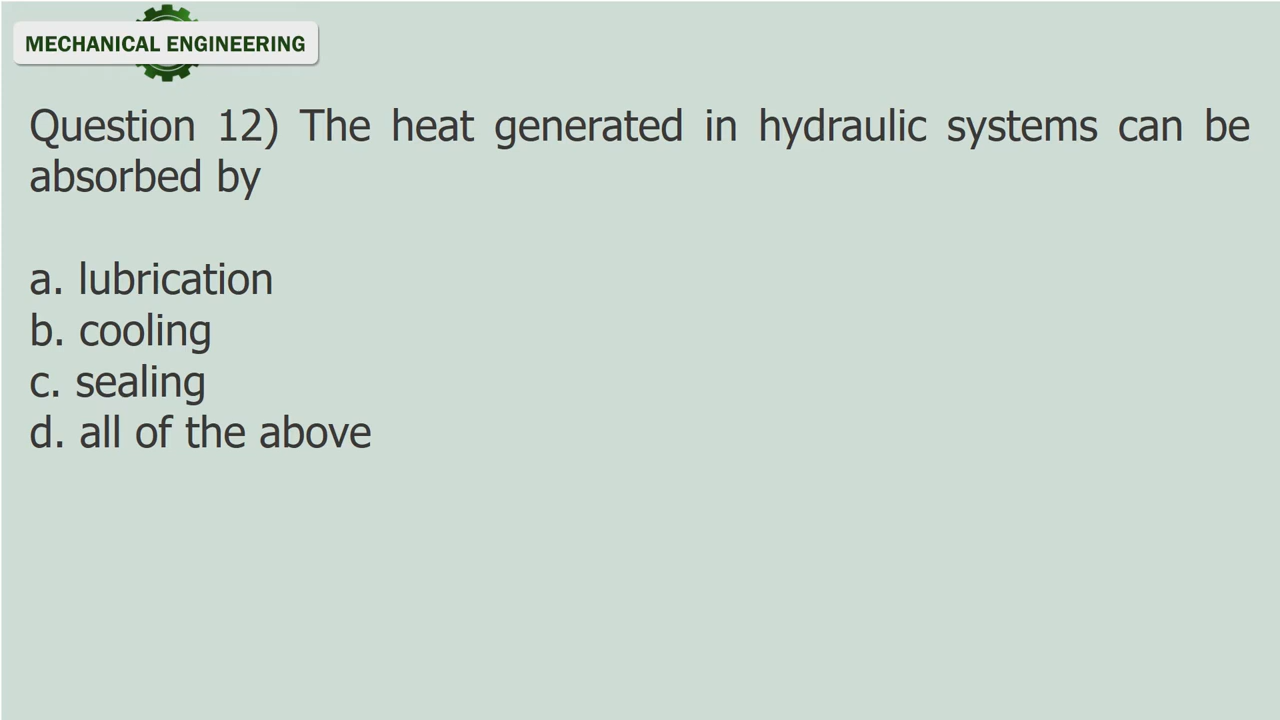 MECHANICAL ENGINEERING
Question 12) The heat generated in hydraulic systems can be
absorbed by
a. lubrication
b. cooling
c. sealing
d. all of the above